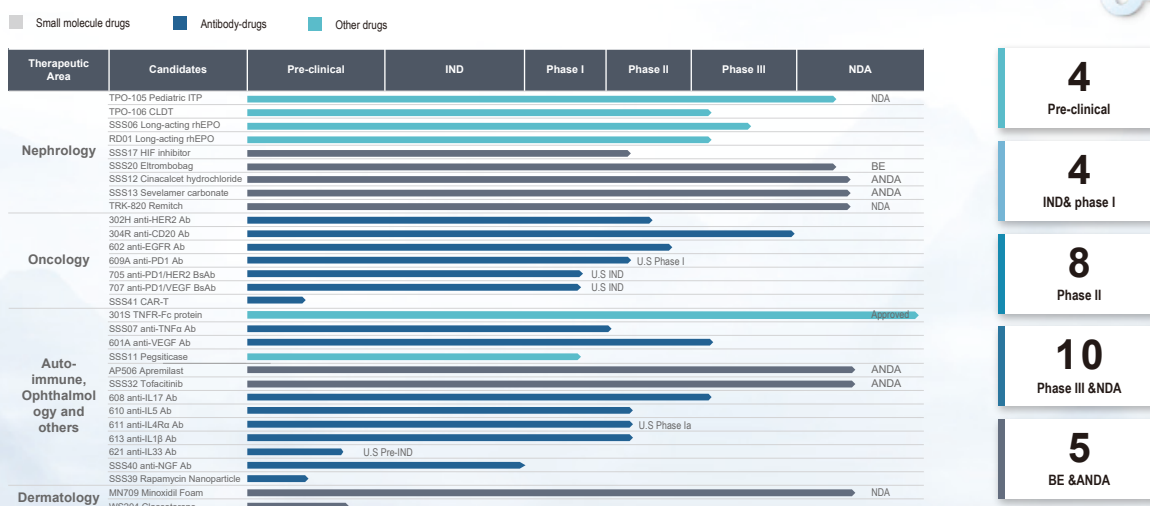 Small molecule drugs
Antibody-drugs
Other drugs
Therapeutic
Area
Candidates
Pre-clinical
IND
Phase I
Phase II
Phase III
NDA
Nephrology
TPO-105 Pediatric ITP
NDA
TPO-106 CLDT
SSS06 Long-acting rhEPO
RD01 Long-acting rhEPO
SSS17 HIF inhibitor
SSS20 Eltrombobag
BE
SSS12 Cinacalcet hydrochloride
ANDA
SSS13 Sevelamer carbonate
ANDA
TRK-820 Remitch
NDA
Oncology
302H anti-HER2 Ab
304R anti-CD20 Ab
602 anti-EGFR Ab
609A anti-PD1 Ab
U.S Phase I
705 anti-PD1/HER2 BsAb
U.S IND
707 anti-PD1/VEGF BsAb
U.S IND
SSS41 CAR-T
Auto-
immune,
Ophthalmol
ogy and
others
301S TNFR-Fc protein
Approved
SSS07 anti-TNFα Ab
601A anti-VEGF Ab
SSS11 Pegsiticase
AP506 Apremilast
ANDA
SSS32 Tofacitinib
ANDA
608 anti-IL17 Ab
610 anti-IL5 Ab
611 anti-IL4Rα Ab
U.S Phase Ia
613 anti-IL1β Ab
621 anti-IL33 Ab
U.S Pre-IND
SSS40 anti-NGF Ab
SSS39 Rapamycin Nanoparticle
Dermatology
MN709 Minoxidil Foam
NDA
4
Pre-clinical
4
IND& phase I
8
Phase II
10
Phase III &NDA
5
BE &ANDA